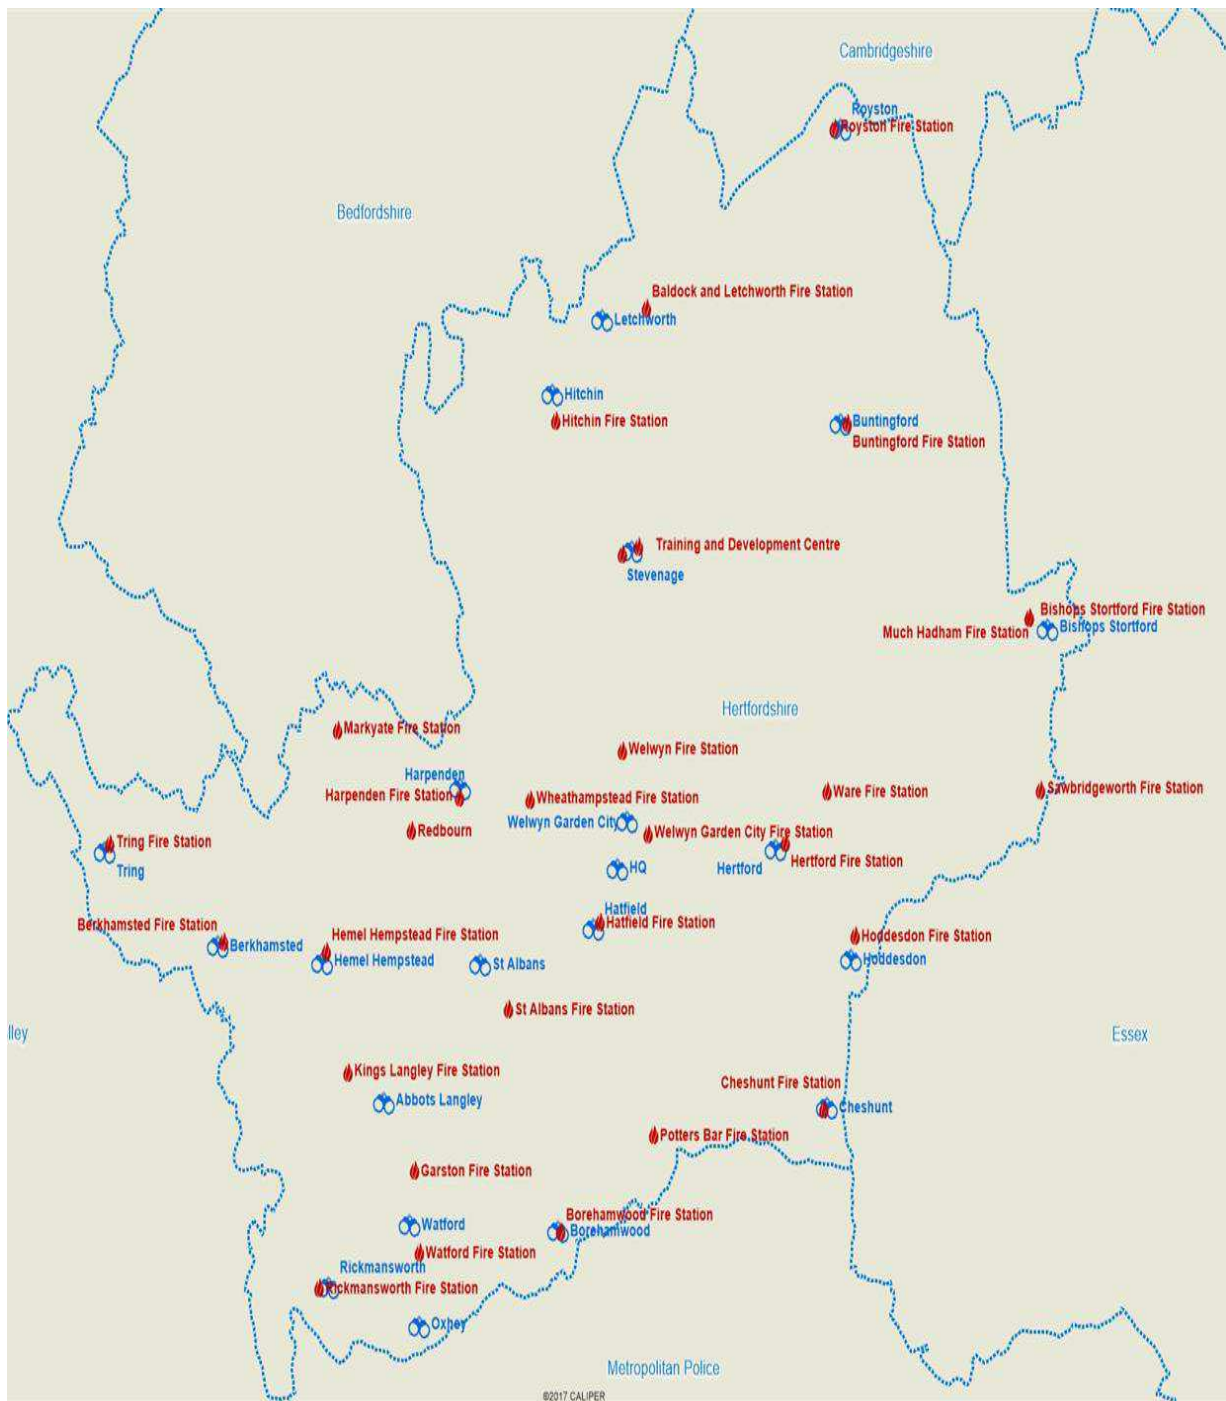 Cambridgeshire
Royston
Royston Fire Station
Bedfordshire
Baldock and Letchworth Fire Station
Letchworth
Hitchin
Hitchin Fire Station
Buntingford
Buntingford Fire Station
Training and Development Centre
Stevenage
Bishops Stortford Fire Station
Much Hadham Fire Station
Bishops Stortford
Hertfordshire
Markyate Fire Station
Welwyn Fire Station
Harpenden
Harpenden Fire Station
Wheathampstead Fire Station
Ware Fire Station
Sawbridgeworth Fire Station
Welwyn Garden City
Redbourn
Welwyn Garden City Fire Station
Tring Fire Station
Tring
Hertford
Hertford Fire Station
HQ
Hatfield
Hatfield Fire Station
Berkhamsted Fire Station
Berkhamsted
Hemel Hempstead Fire Station
Hemel Hempstead
St Albans
Hoddesdon Fire Station
Hoddesdon
St Albans Fire Station
lley
Essex
Kings Langley Fire Station
Abbots Langley
Cheshunt Fire Station
Cheshunt
Potters Bar Fire Station
Garston Fire Station
Borehamwood Fire Station
Borehamwood
Watford
Watford Fire Station
Rickmansworth
Rickmansworth Fire Station
Oxhey
Metropolitan Police
©2017 CALIPER